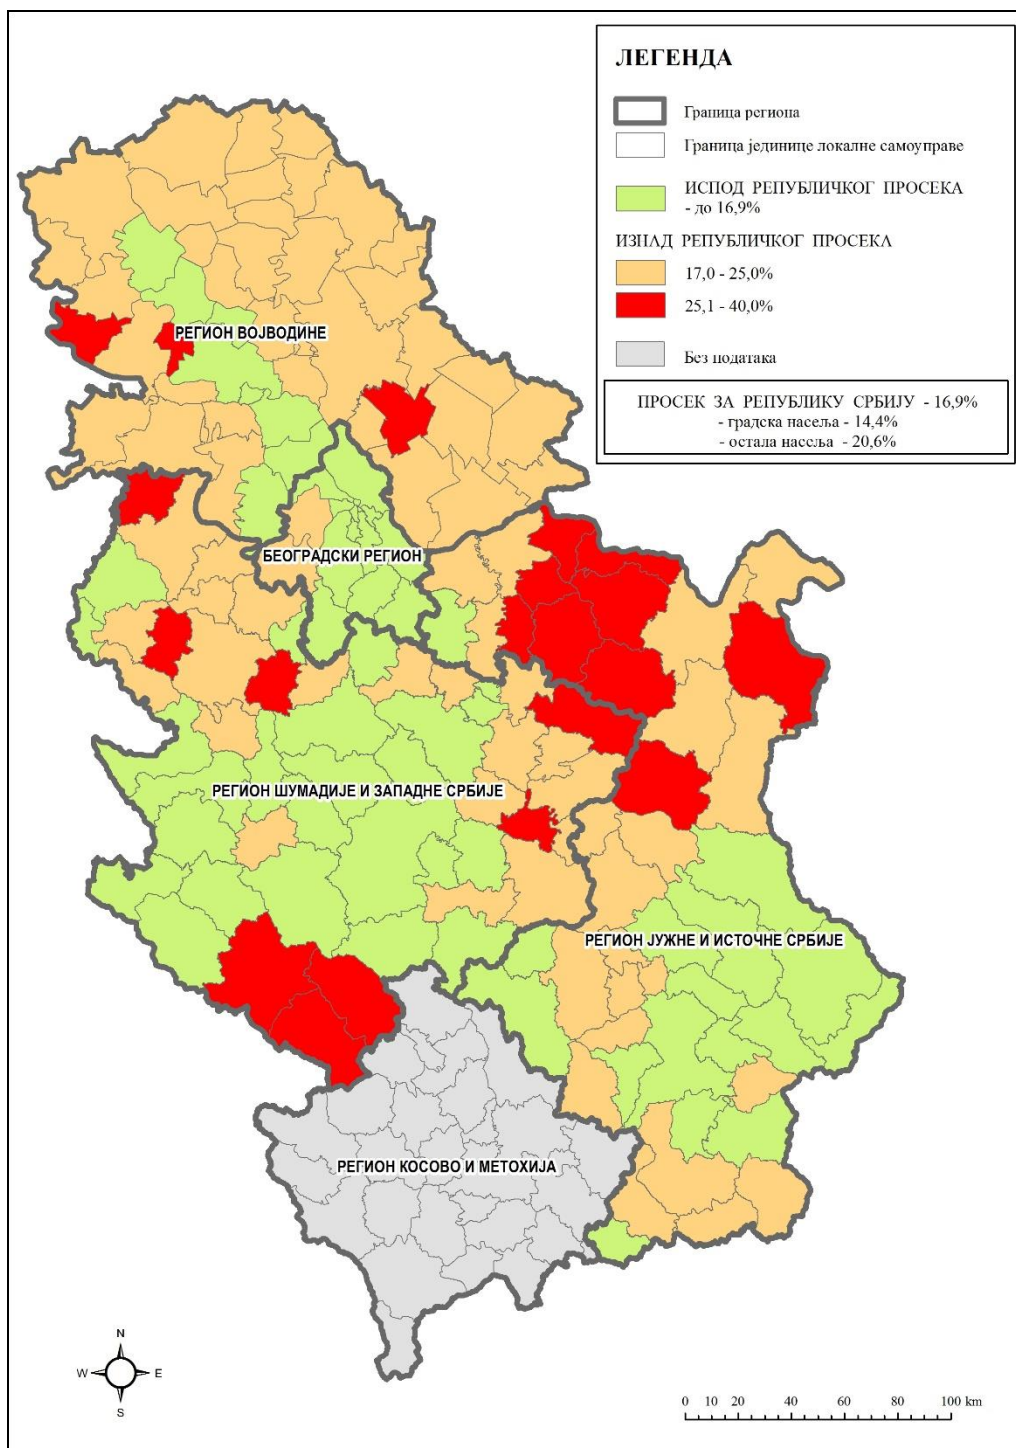 ЛЕГЕНДА
Граница региона
Граница јединице локалне самоуправе
ИСПОД РЕПУБЛИЧКОГ ПРОСЕКА
- до 16,9%
ИЗНАД РЕПУБЛИЧКОГ ПРОСЕКА
17,0 - 25,0%
25,1 - 40,0%
Без података
ПРОСЕК ЗА РЕПУБЛИКУ СРБИЈУ - 16,9%
- градска насеља - 14,4%
- остала насеља - 20,6%
РЕГИОН ВОЈВОДИНЕ
БЕОГРАДСКИ РЕГИОН
РЕГИОН ШУМАДИЈЕ И ЗАПАДНЕ СРБИЈЕ
РЕГИОН ЈУЖНЕ И ИСТОЧНЕ СРБИЈЕ
РЕГИОН КОСОВО И МЕТОХИЈА
N
W E
S
0 10 20 40 60 80 100 km